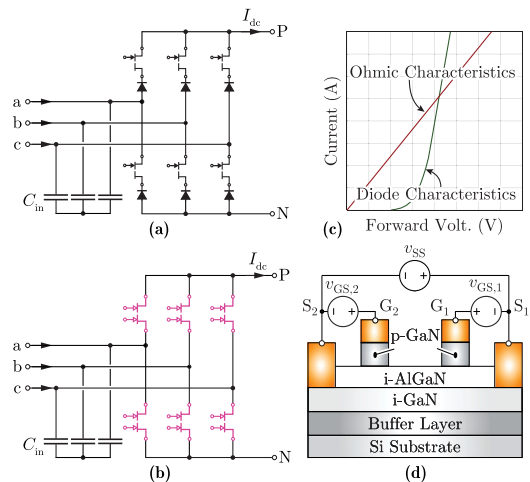 I_dc
P
a
b
c
C_in
N
(a)
Current (A)
Ohmic Characteristics
Diode Characteristics
(c) Forward Volt. (V)
I_dc
P
a
b
c
C_in
N
(b)
v_SS
+ −
S_2 v_GS,2 G_2 G_1 v_GS,1 S_1
− + + −
p-GaN
i-AlGaN
i-GaN
Buffer Layer
Si Substrate
(d)